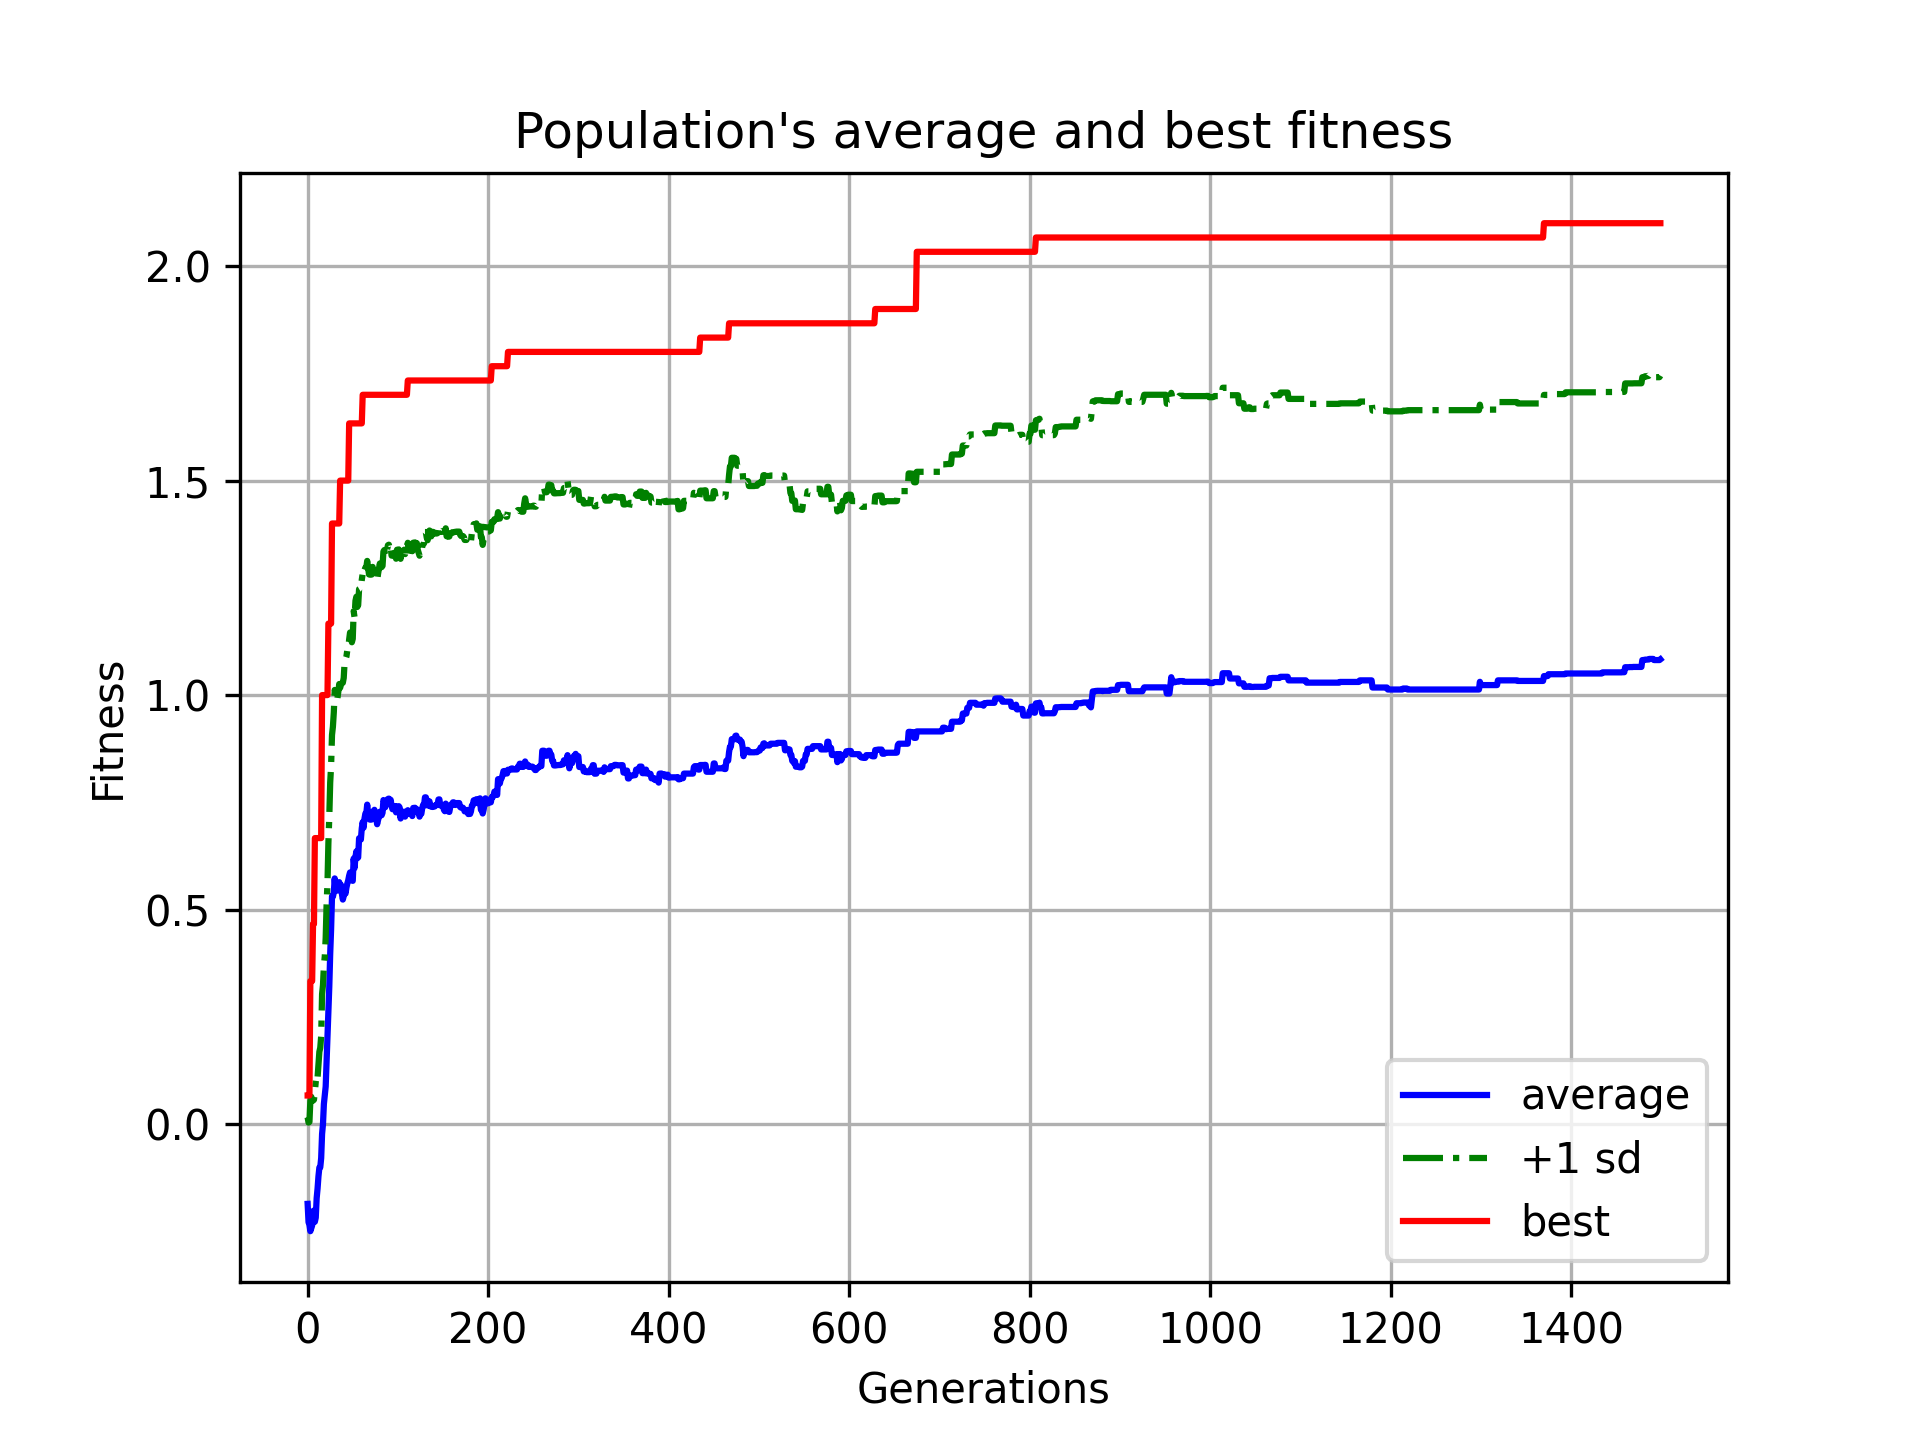 Population's average and best fitness
Fitness
2.0
1.5
1.0
0.5
0.0
0 200 400 600 800 1000 1200 1400
Generations
average
+1 sd
best